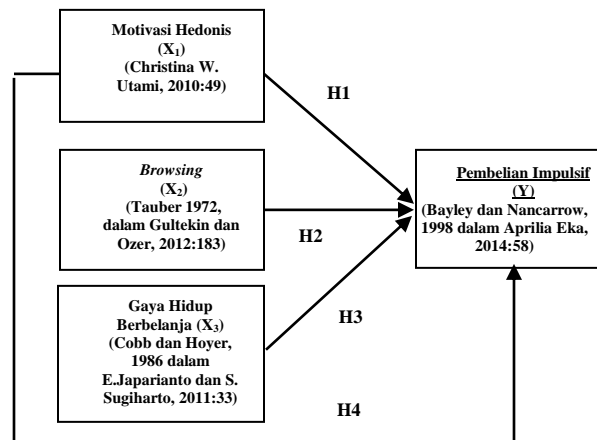 Motivasi Hedonis
(X₁)
(Christina W.
Utami, 2010:49)
H1
Browsing
(X₂)
(Tauber 1972,
dalam Gultekin dan
Ozer, 2012:183)
H2
Pembelian Impulsif
(Y)
(Bayley dan Nancarrow,
1998 dalam Aprilia Eka,
2014:58)
Gaya Hidup
Berbelanja (X₃)
(Cobb dan Hoyer,
1986 dalam
E.Japarianto dan S.
Sugiharto, 2011:33)
H3
H4